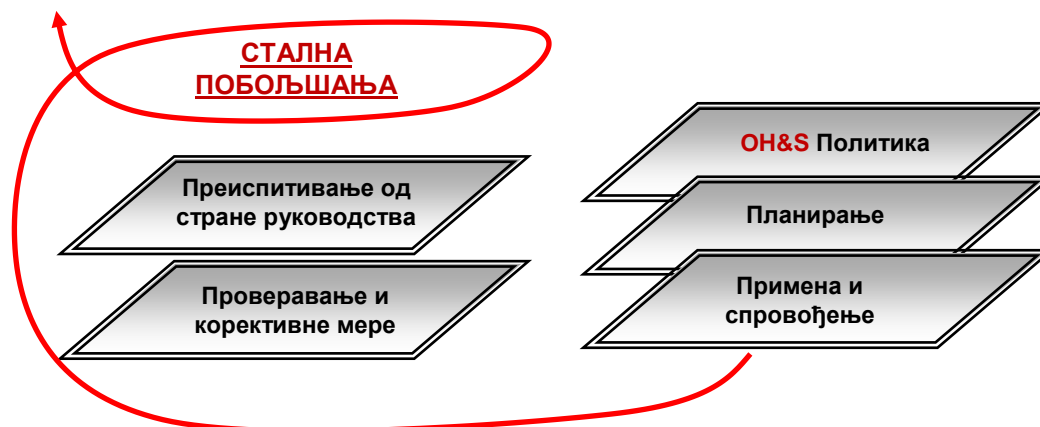 СТАЛНА
ПОБОЉШАЊА
OH&S Политика
Преиспитивање од
стране руководства
Планирање
Проверавање и
корективне мере
Примена и
спровођење